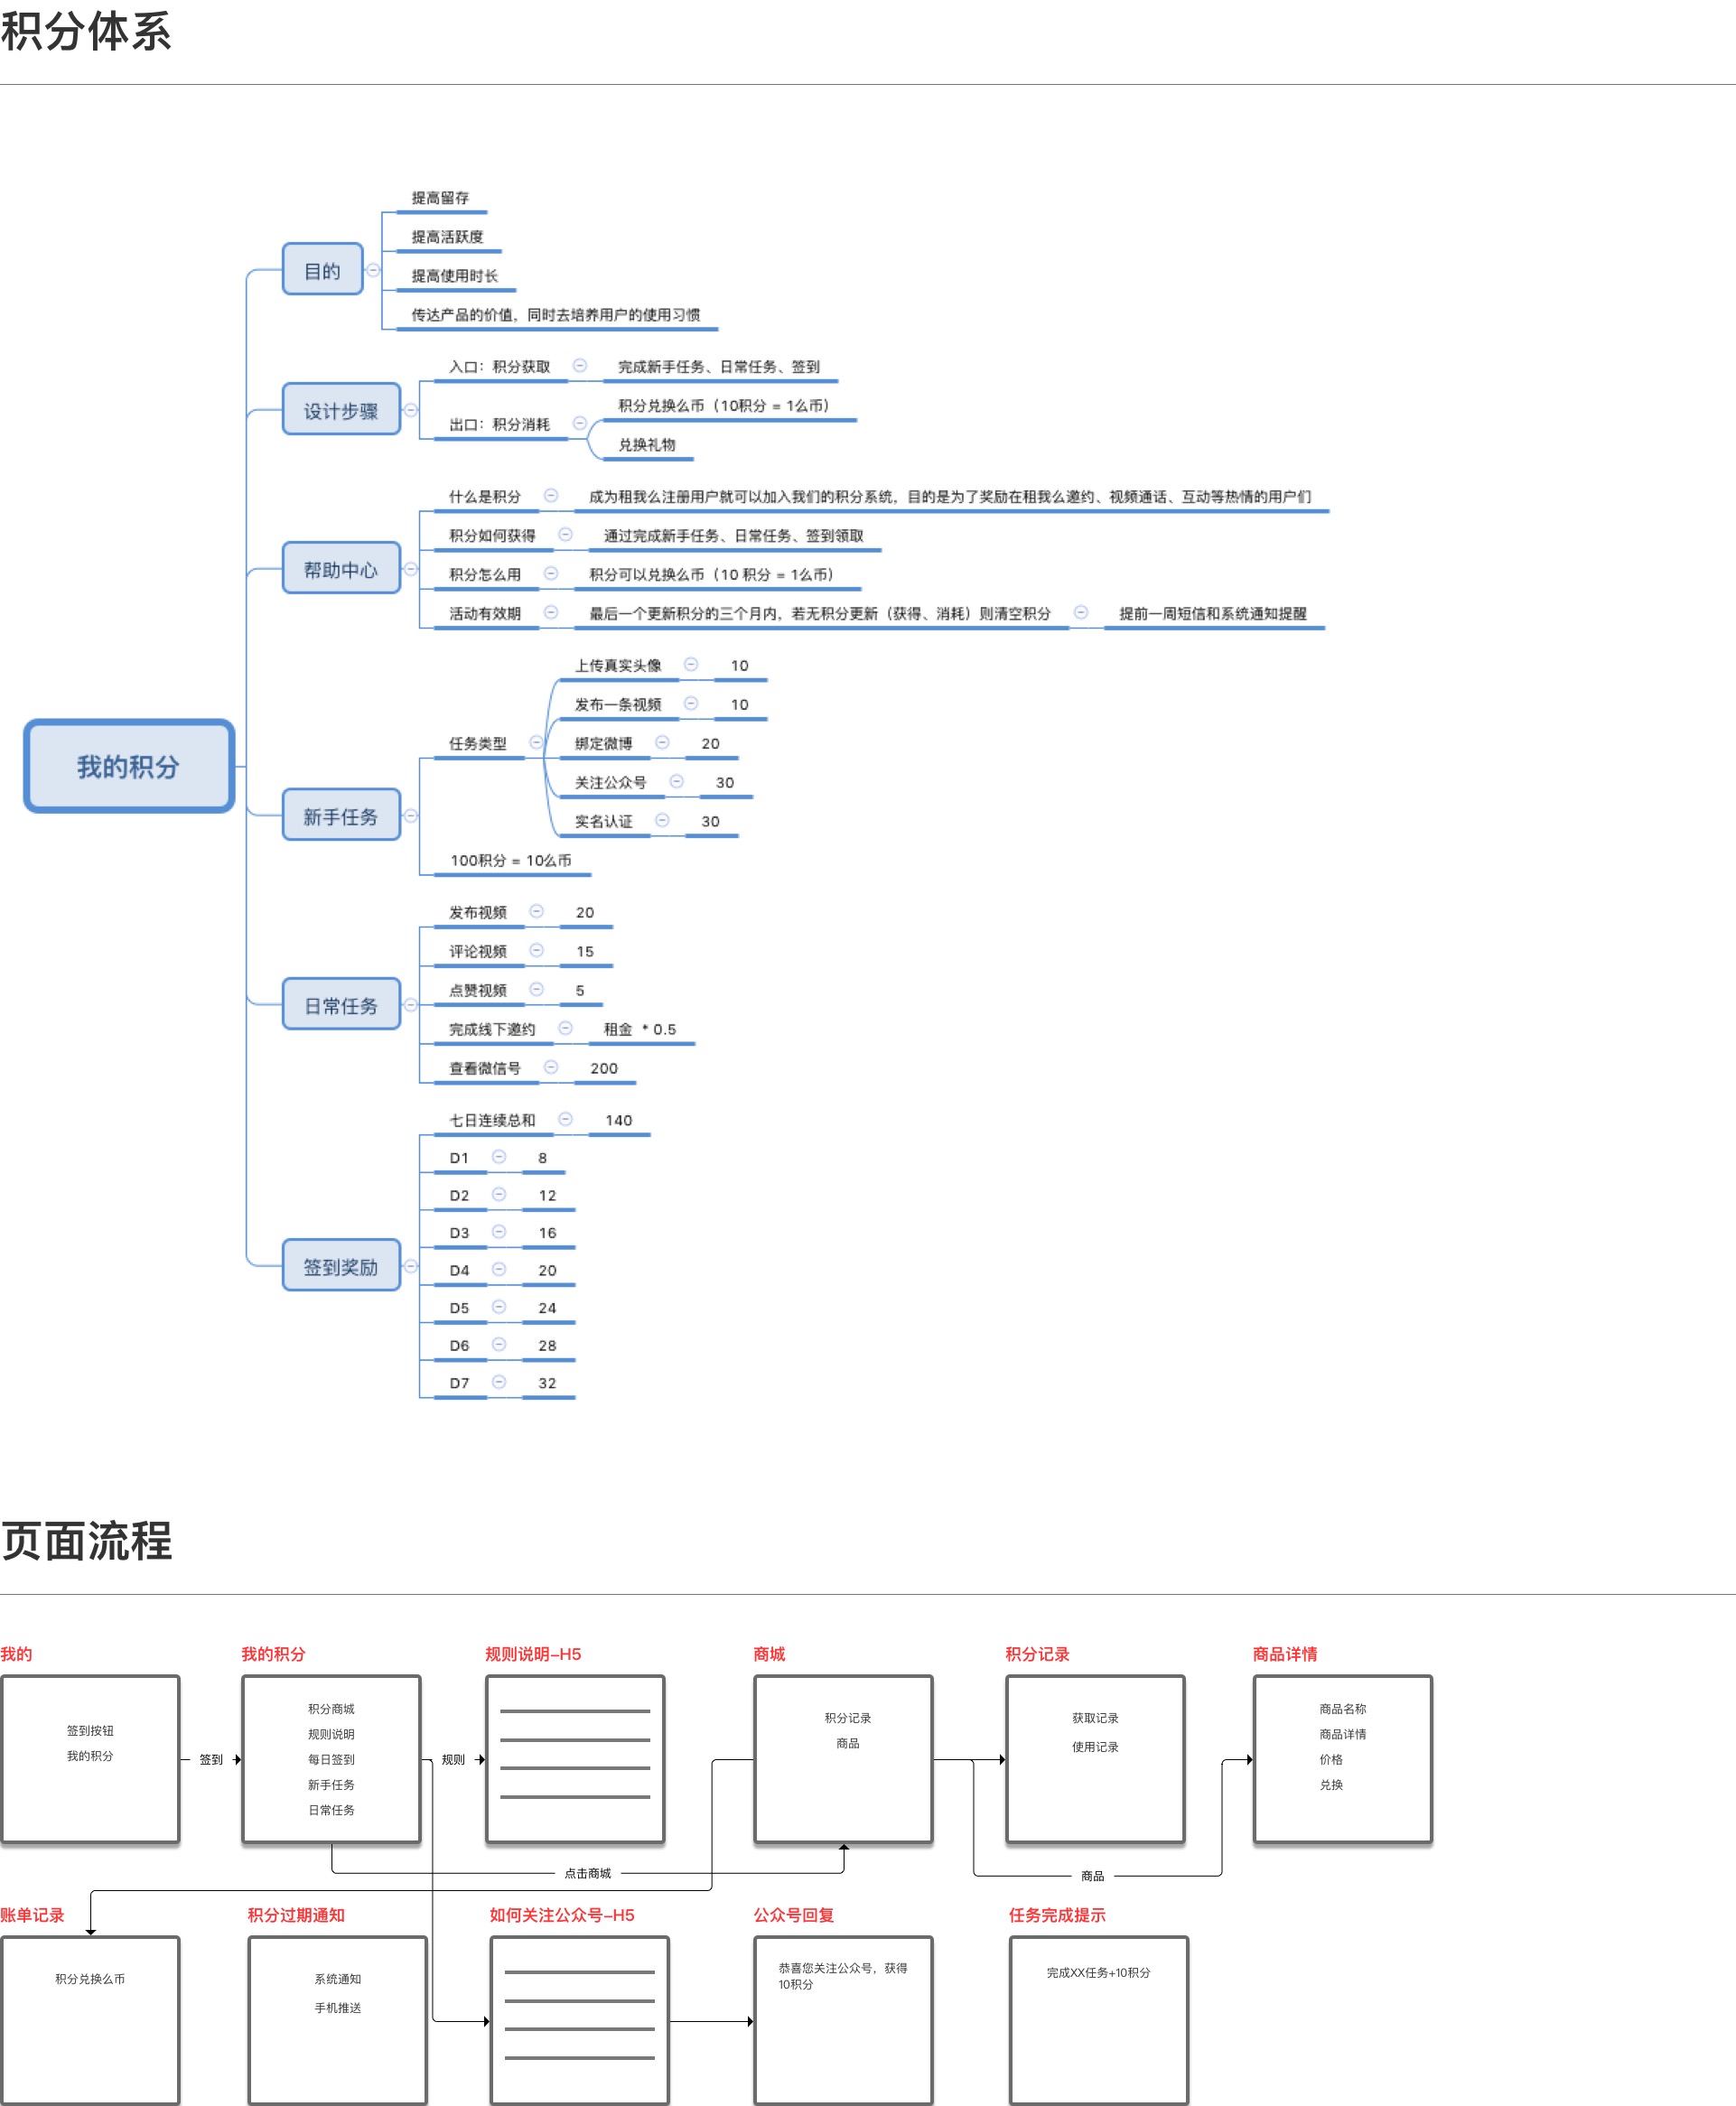 积分体系
提高留存
提高活跃度
目的
提高使用时长
传达产品的价值，同时去培养用户的使用习惯
入口：积分获取 完成新手任务、日常任务、签到
设计步骤
积分兑换么币（10积分 = 1么币）
出口：积分消耗
兑换礼物
什么是积分 成为租我么注册用户就可以加入我们的积分系统，目的是为了奖励在租我么邀约、视频通话、互动等热情的用户们
积分如何获得 通过完成新手任务、日常任务、签到领取
帮助中心
积分怎么用 积分可以兑换么币（10 积分 = 1么币）
活动有效期 最后一个更新积分的三个月内，若无积分更新（获得、消耗）则清空积分 提前一周短信和系统通知提醒
我的积分
上传真实头像 10
发布一条视频 10
任务类型 绑定微博 20
关注公众号 30
新手任务
实名认证 30
100积分 = 10么币
发布视频 20
评论视频 15
点赞视频 5
日常任务
完成线下邀约 租金 * 0.5
查看微信号 200
七日连续总和 140
D1 8
D2 12
D3 16
签到奖励
D4 20
D5 24
D6 28
D7 32
页面流程
我的 我的积分 规则说明-H5 商城 积分记录 商品详情
签到按钮
我的积分
签到
积分商城
规则说明
每日签到
新手任务
日常任务
规则
积分记录
商品
获取记录
使用记录
商品名称
商品详情
价格
兑换
点击商城
商品
账单记录 积分过期通知 如何关注公众号-H5 公众号回复 任务完成提示
积分兑换么币
系统通知
手机推送
恭喜您关注公众号，获得
10积分
完成XX任务+10积分